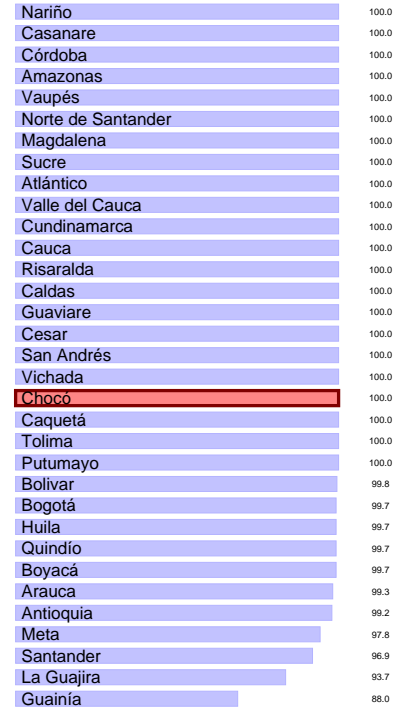 Nariño 100.0
Casanare 100.0
Córdoba 100.0
Amazonas 100.0
Vaupés 100.0
Norte de Santander 100.0
Magdalena 100.0
Sucre 100.0
Atlántico 100.0
Valle del Cauca 100.0
Cundinamarca 100.0
Cauca 100.0
Risaralda 100.0
Caldas 100.0
Guaviare 100.0
Cesar 100.0
San Andrés 100.0
Vichada 100.0
Chocó 100.0
Caquetá 100.0
Tolima 100.0
Putumayo 100.0
Bolivar 99.8
Bogotá 99.7
Huila 99.7
Quindío 99.7
Boyacá 99.7
Arauca 99.3
Antioquia 99.2
Meta 97.8
Santander 96.9
La Guajira 93.7
Guainía 88.0